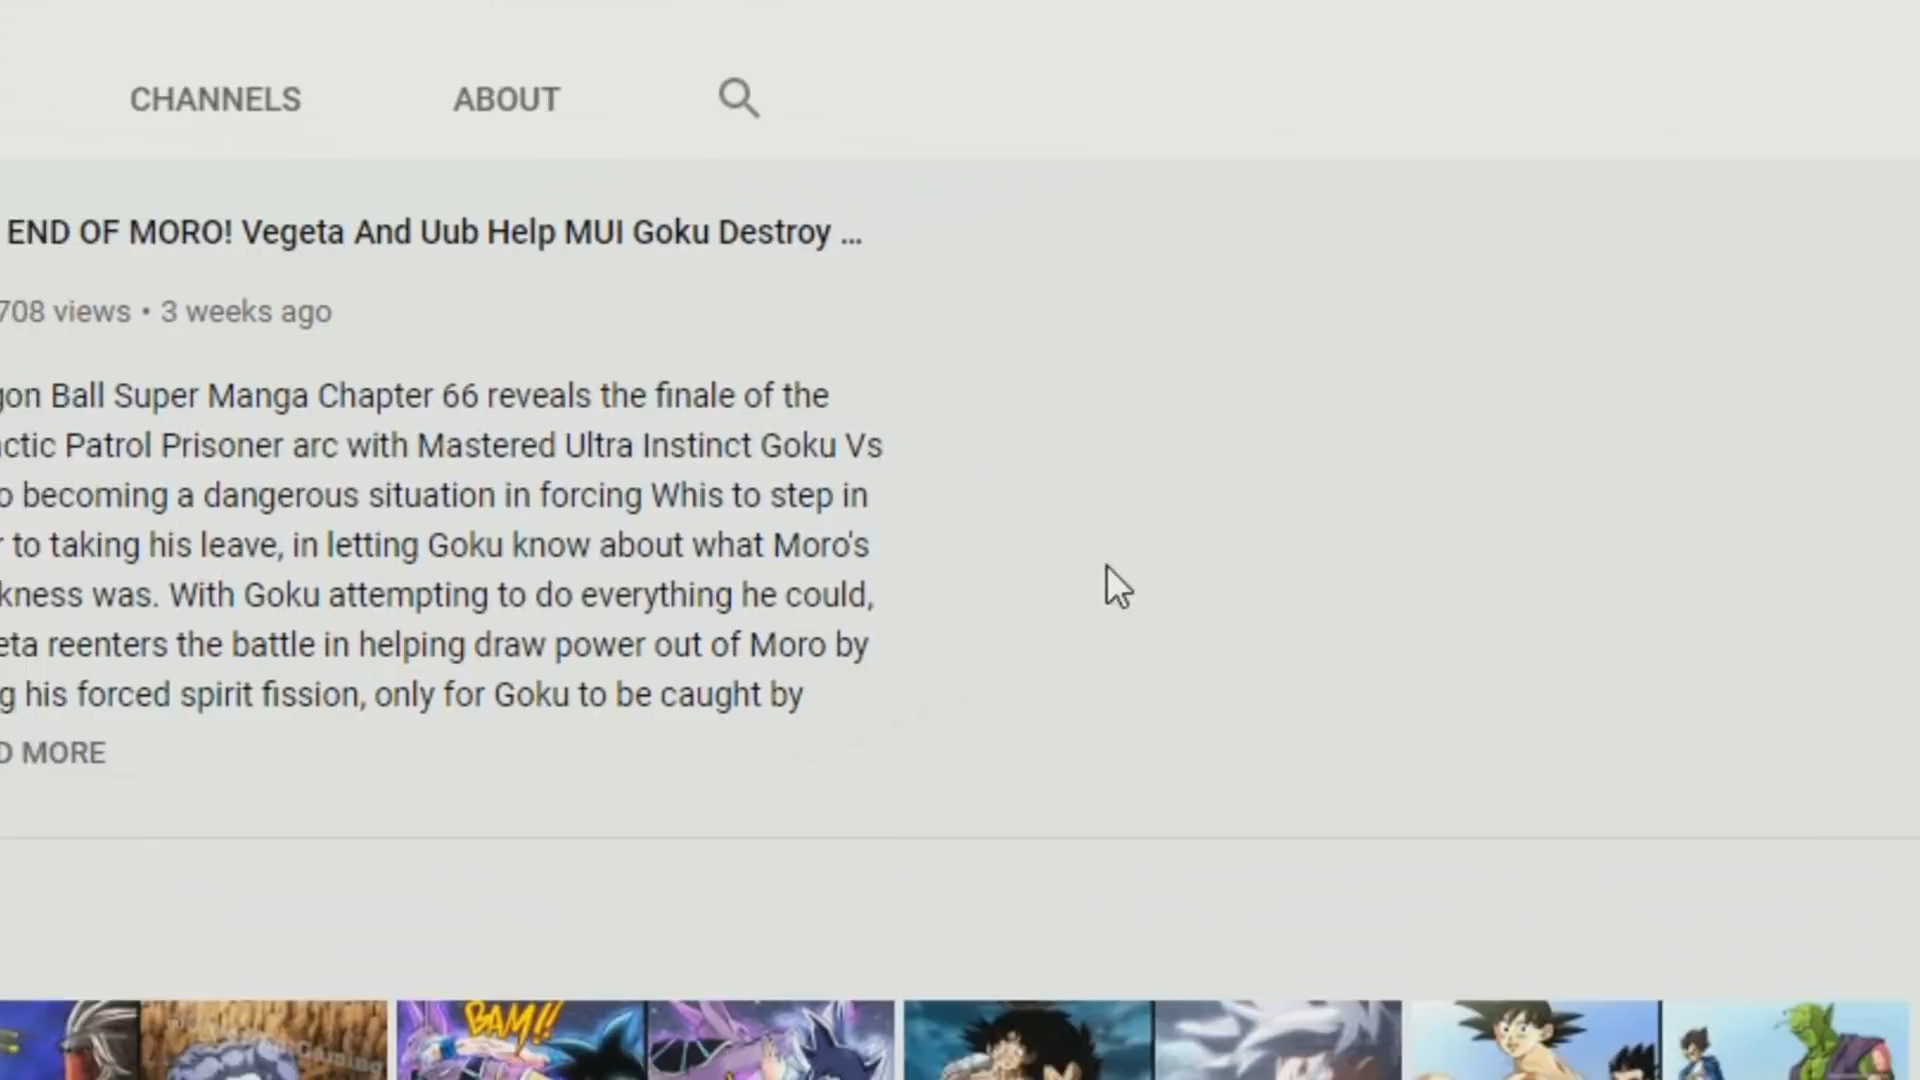 CHANNELS ABOUT
END OF MORO! Vegeta And Uub Help MUI Goku Destroy ...
708 views • 3 weeks ago
gon Ball Super Manga Chapter 66 reveals the finale of the
actic Patrol Prisoner arc with Mastered Ultra Instinct Goku Vs
o becoming a dangerous situation in forcing Whis to step in
r to taking his leave, in letting Goku know about what Moro's
kness was. With Goku attempting to do everything he could,
eta reenters the battle in helping draw power out of Moro by
g his forced spirit fission, only for Goku to be caught by
D MORE
BAM!!